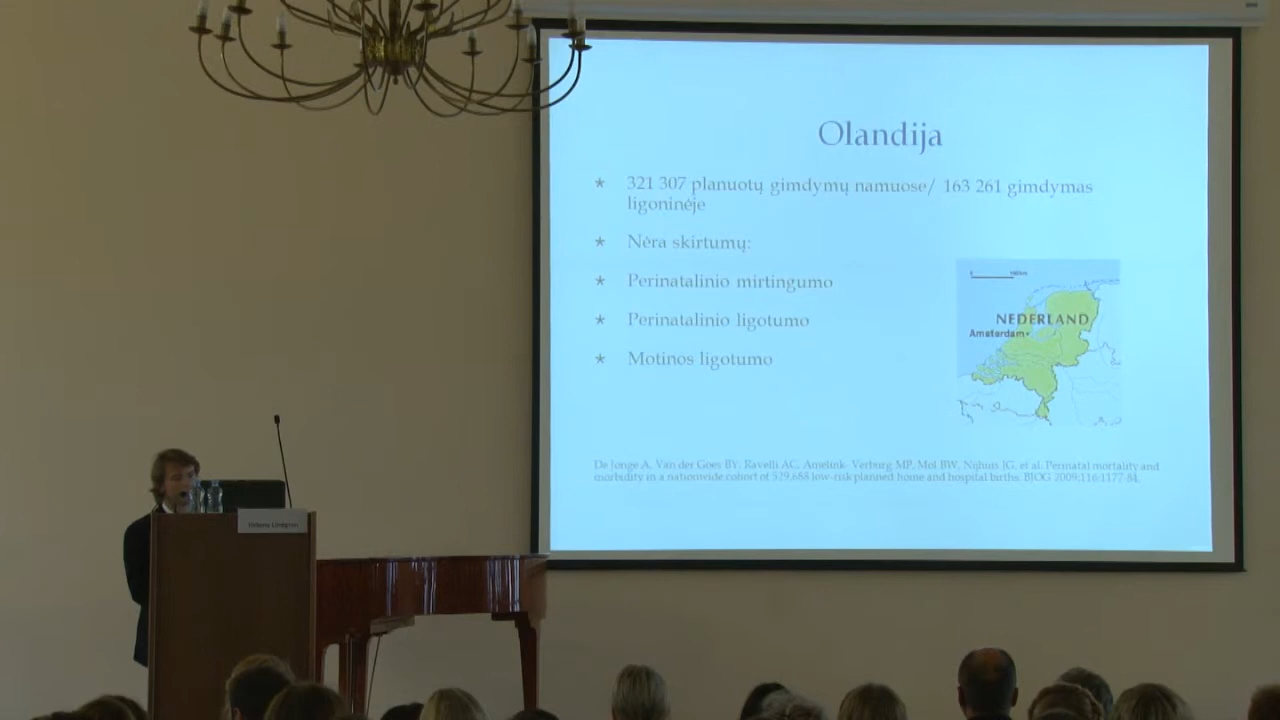 Olandija
* 321 307 planuotų gimdymų namuose/ 163 261 gimdymas
ligoninėje
* Nėra skirtumų:
* Perinatalinio mirtingumo
* Perinatalinio ligotumo
* Motinos ligotumo
NEDERLAND
Amsterdam
De Jonge A, Van der Goes BY, Ravelli AC, Amelink- Verburg MP, Mol BW, Nijhuis JG, et al. Perinatal mortality and
morbidity in a nationwide cohort of 529,688 low-risk planned home and hospital births. BJOG 2009;116:1177-84.
Helena Lindgren